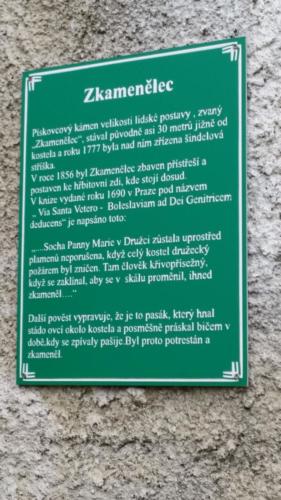 Zkamenělec
Pískovcový kámen velikosti lidské postavy , zvaný
„Zkamenělec“, stával původně asi 30 metrů jižně od
kostela a roku 1777 byla nad ním zřízena šindelová
stříška.
V roce 1856 byl Zkamenělec zbaven přístřeší a
postaven ke hřbitovní zdi, kde stojí dosud.
V knize vydané roku 1690 v Praze pod názvem
„ Via Santa Vetero - Boleslaviam ad Dei Genitricem
deducens“ je napsáno toto:
„....Socha Panny Marie v Družci zůstala uprostřed
plamenů neporušena, když celý kostel družecký
požárem byl zničen. Tam člověk křivopřísežný,
když se zaklínal, aby se v skálu proměnil, ihned
zkameněl....“
Další pověst vypravuje, že je to pasák, který hnal
stádo ovcí okolo kostela a posměšně práskal bičem v
době,kdy se zpívaly pašije.Byl proto potrestán a
zkameněl.